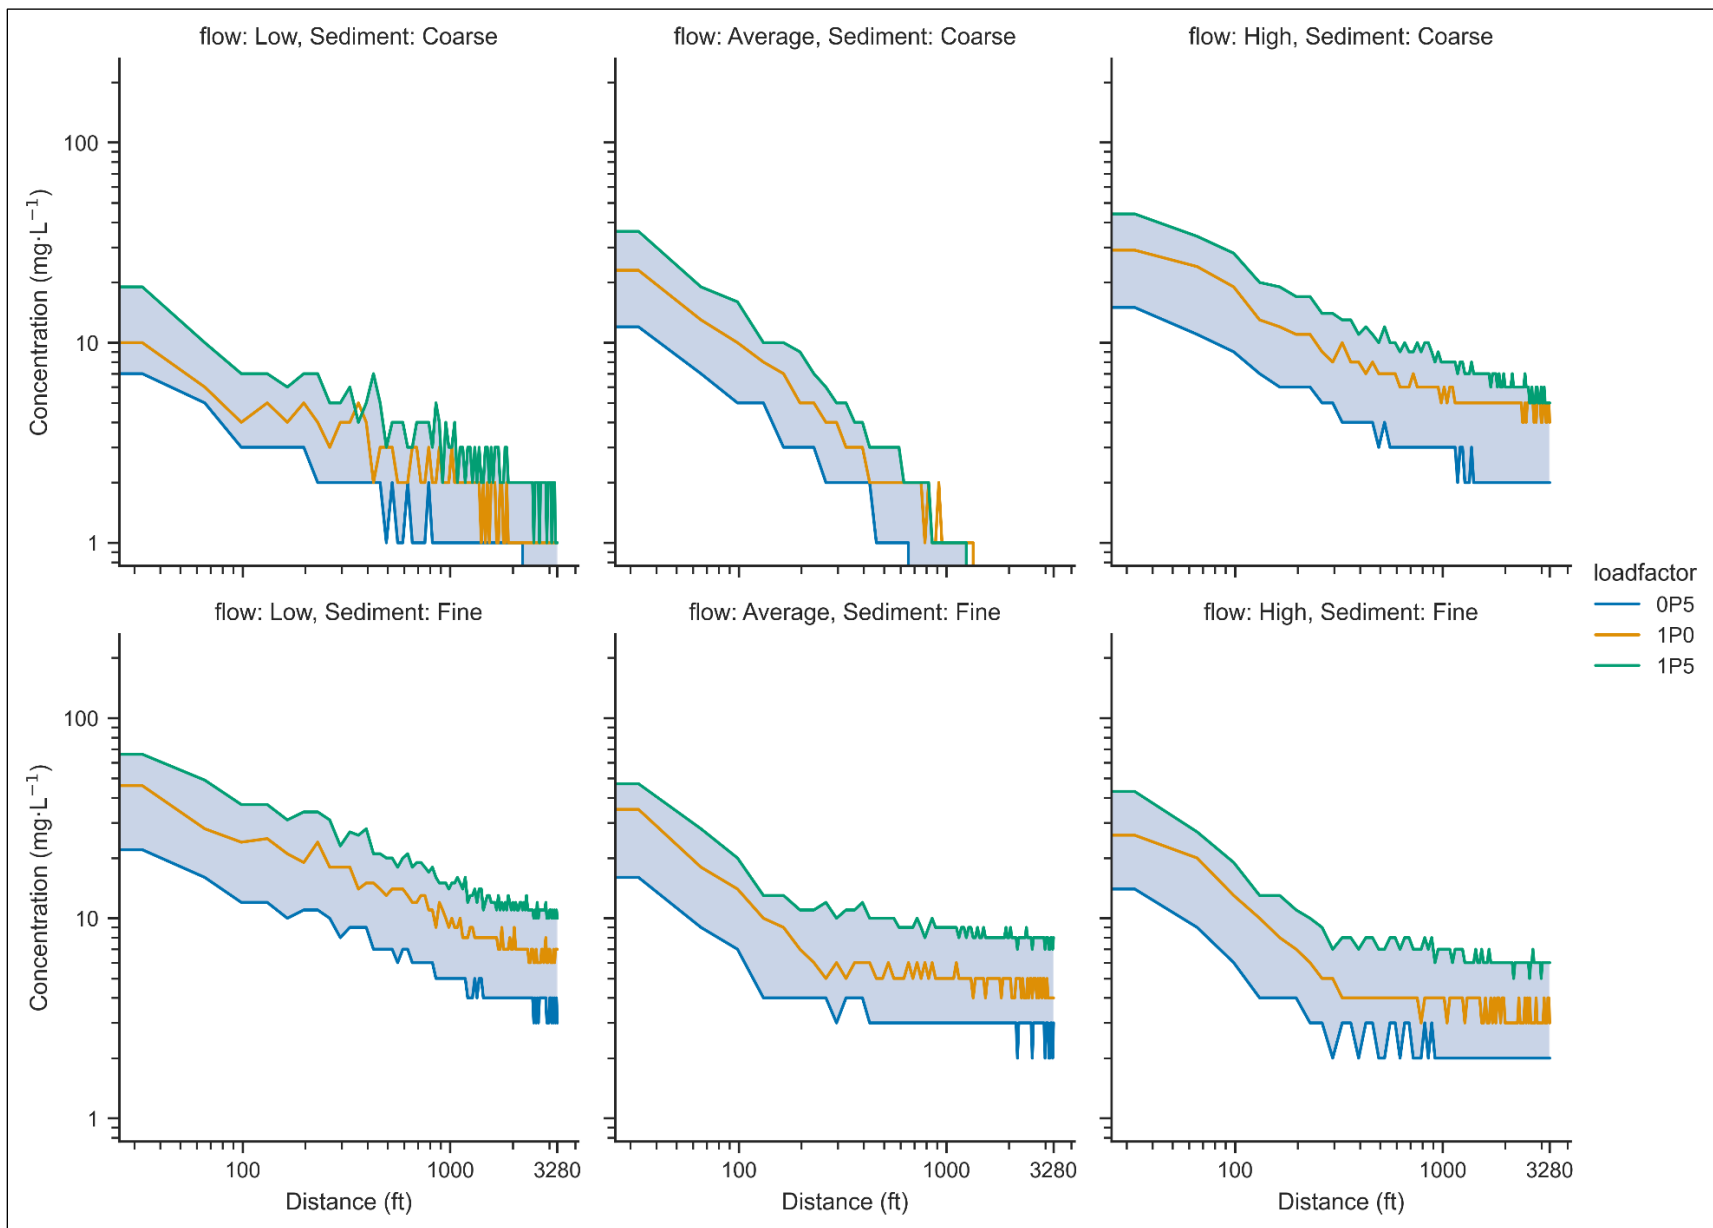 flow: Low, Sediment: Coarse
flow: Average, Sediment: Coarse
flow: High, Sediment: Coarse
Concentration (mg·L⁻¹)
100
10
1
loadfactor
0P5
1P0
1P5
flow: Low, Sediment: Fine
flow: Average, Sediment: Fine
flow: High, Sediment: Fine
Concentration (mg·L⁻¹)
100
10
1
100 1000 3280
100 1000 3280
100 1000 3280
Distance (ft)
Distance (ft)
Distance (ft)